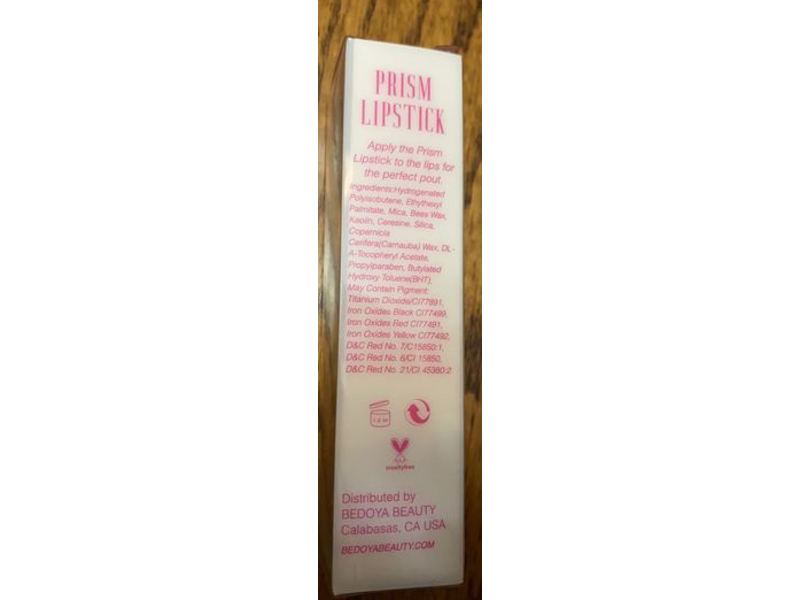 PRISM
LIPSTICK
Apply the Prism
Lipstick to the lips for
the perfect pout.
Ingredients:Hydrogenated
Polyisobutene, Ethylhexyl
Palmitate, Mica, Bees Wax,
Kaolin, Ceresine, Silica,
Copernicia
Cerifera(Carnauba) Wax, DL-
A-Tocopheryl Acetate,
Propylparaben, Butylated
Hydroxy Toluene(BHT)
May Contain Pigment:
Titanium Dioxide/CI77891,
Iron Oxides Black CI77499,
Iron Oxides Red CI77491,
Iron Oxides Yellow CI77492,
D&C Red No. 7/C15850:1,
D&C Red No. 6/CI 15850,
D&C Red No. 21/CI 45380:2
12 M
crueltyfree
Distributed by
BEDOYA BEAUTY
Calabasas, CA USA
BEDOYABEAUTY.COM